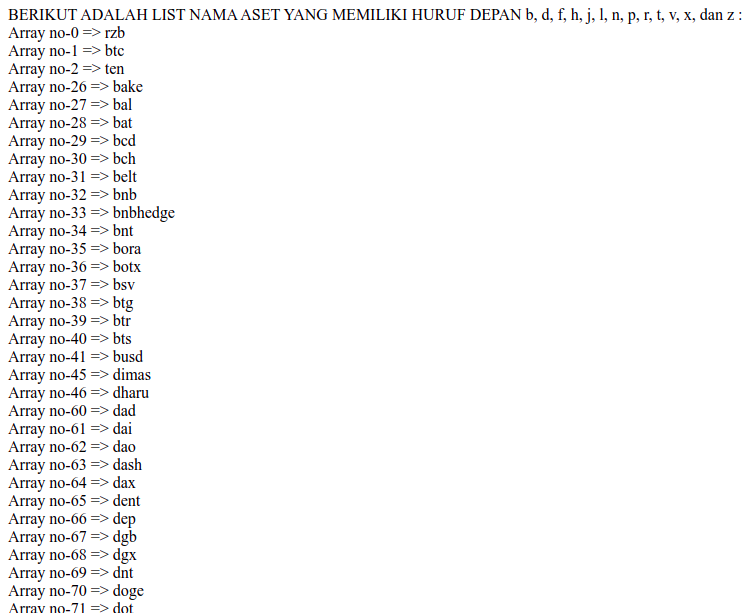 BERIKUT ADALAH LIST NAMA ASET YANG MEMILIKI HURUF DEPAN b, d, f, h, j, l, n, p, r, t, v, x, dan z :
Array no-0 => rzb
Array no-1 => btc
Array no-2 => ten
Array no-26 => bake
Array no-27 => bal
Array no-28 => bat
Array no-29 => bcd
Array no-30 => bch
Array no-31 => belt
Array no-32 => bnb
Array no-33 => bnbhedge
Array no-34 => bnt
Array no-35 => bora
Array no-36 => botx
Array no-37 => bsv
Array no-38 => btg
Array no-39 => btr
Array no-40 => bts
Array no-41 => busd
Array no-45 => dimas
Array no-46 => dharu
Array no-60 => dad
Array no-61 => dai
Array no-62 => dao
Array no-63 => dash
Array no-64 => dax
Array no-65 => dent
Array no-66 => dep
Array no-67 => dgb
Array no-68 => dgx
Array no-69 => dnt
Array no-70 => doge
Array no-71 => dot